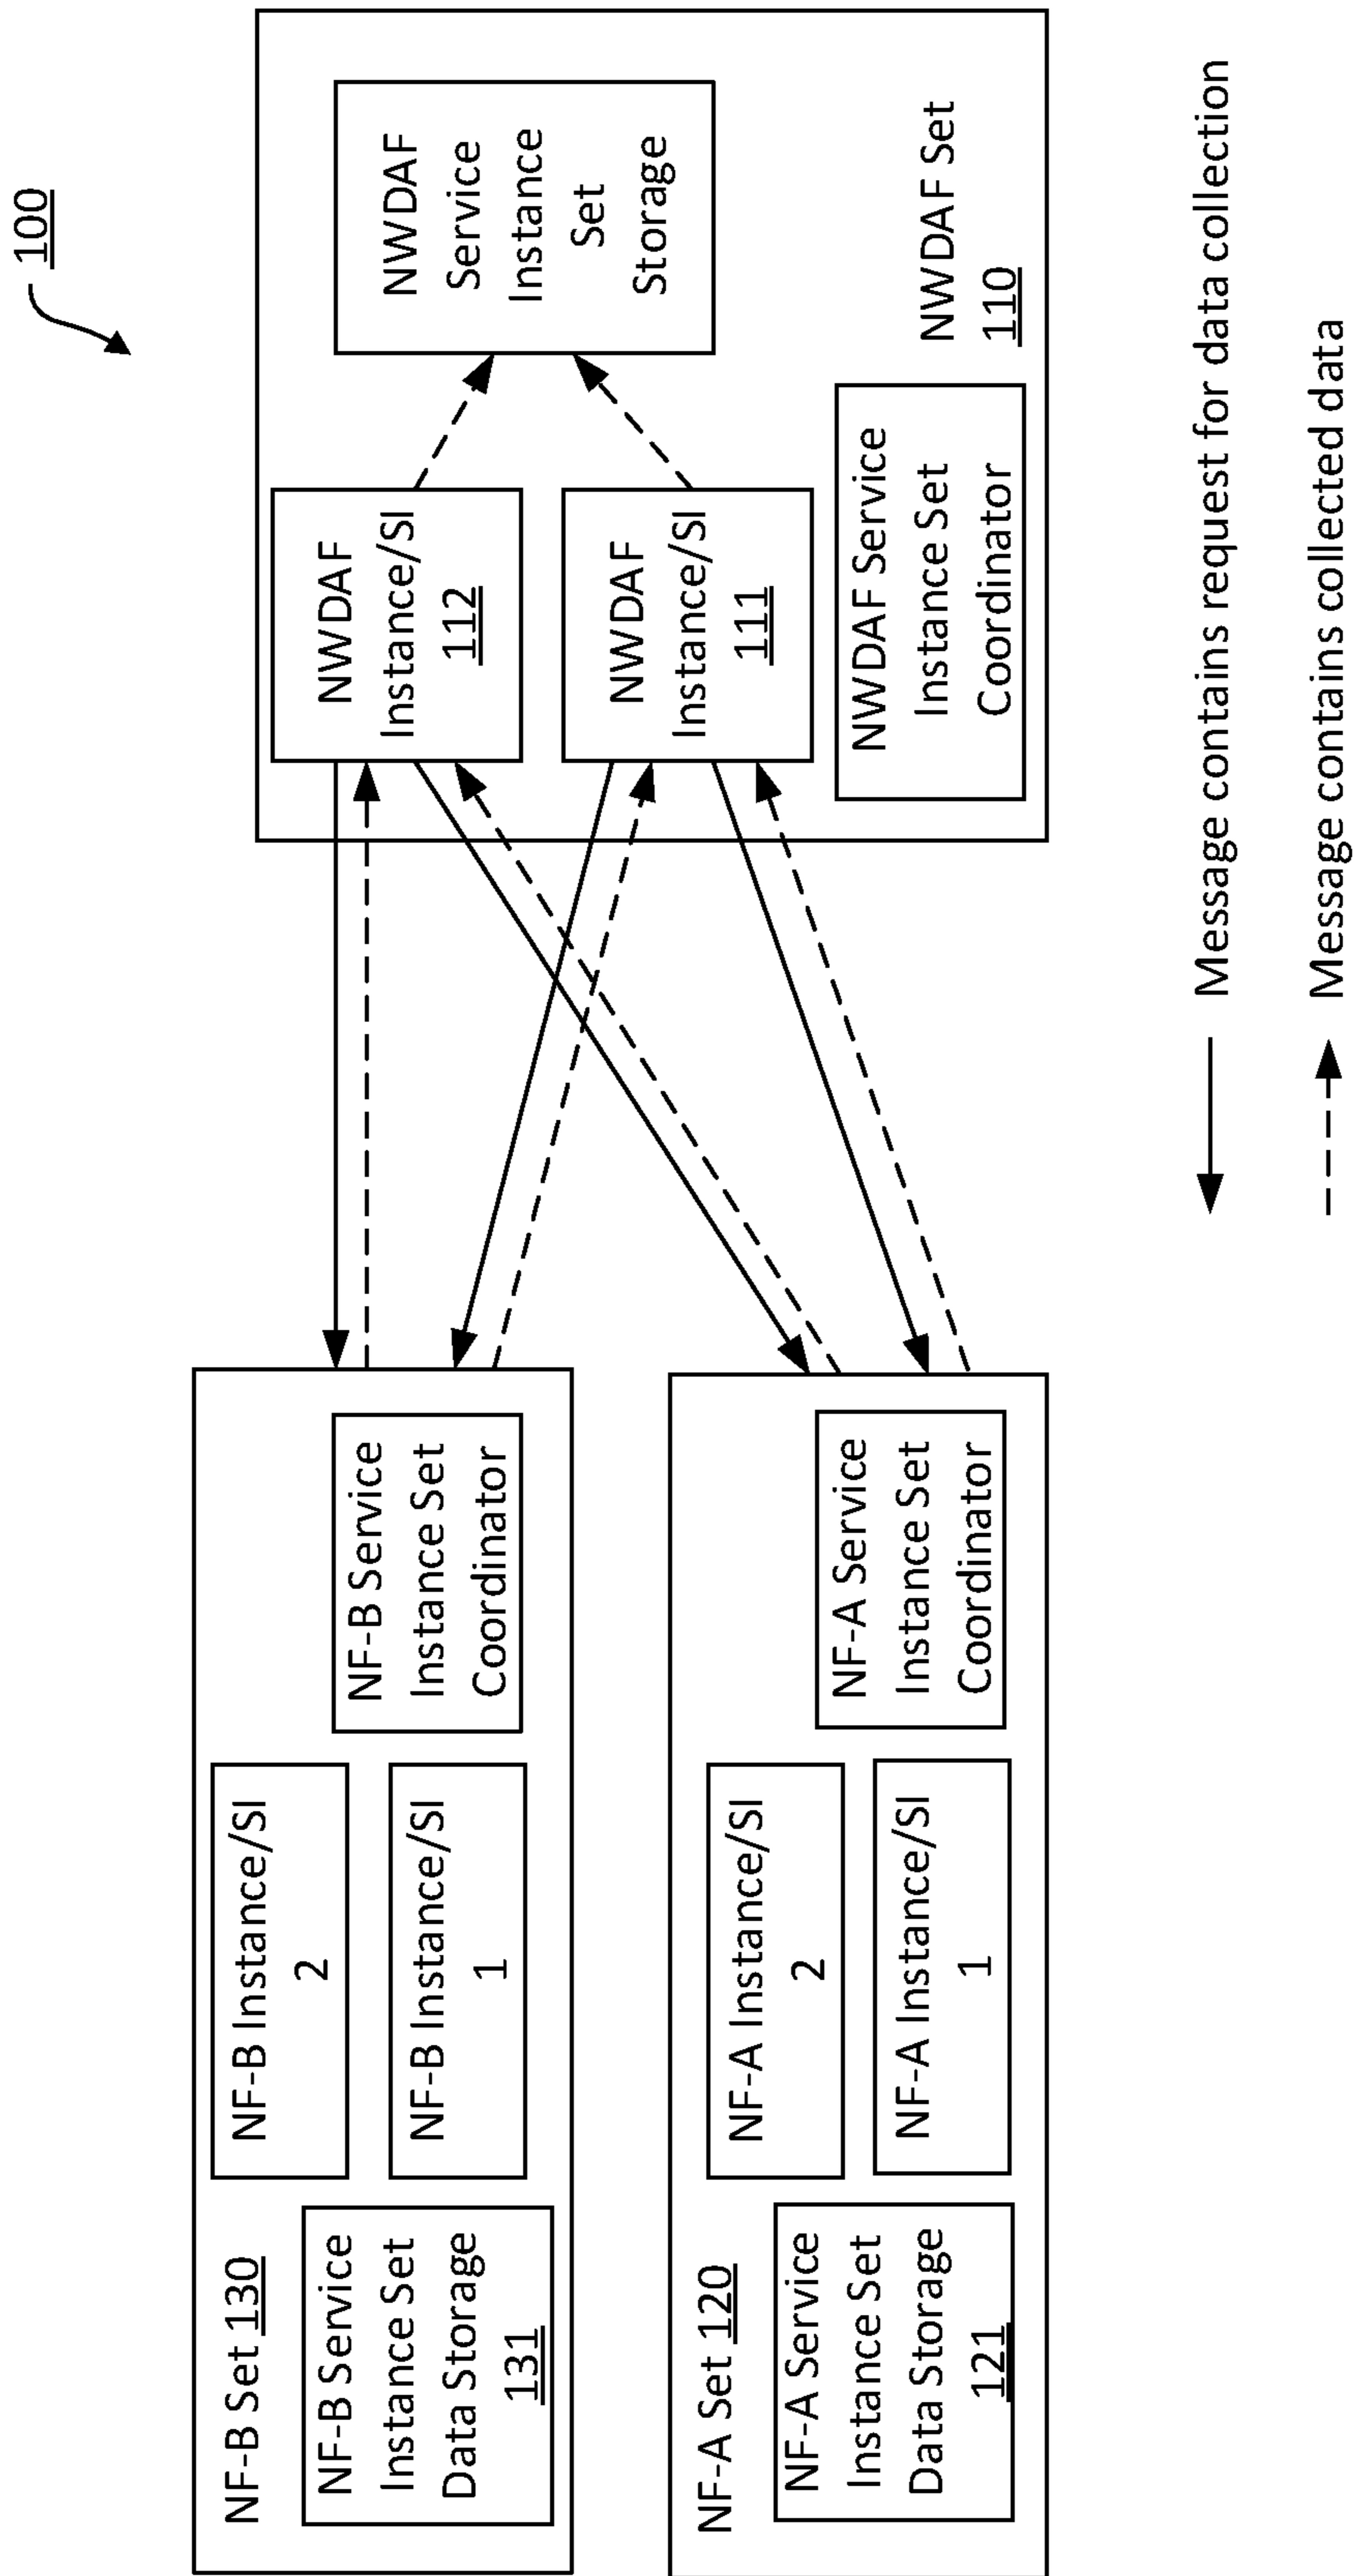 100
NF-B Set 130
NF-B Service
Instance Set
Data Storage
131
NF-B Instance/SI
2
NF-B Instance/SI
1
NF-B Service
Instance Set
Coordinator
NF-A Set 120
NF-A Service
Instance Set
Data Storage
121
NF-A Instance/SI
2
NF-A Instance/SI
1
NF-A Service
Instance Set
Coordinator
NWDAF
Instance/SI
112
NWDAF
Instance/SI
111
NWDAF Service
Instance Set
Coordinator
NWDAF
Service
Instance
Set
Storage
NWDAF Set
110
Message contains request for data collection
Message contains collected data